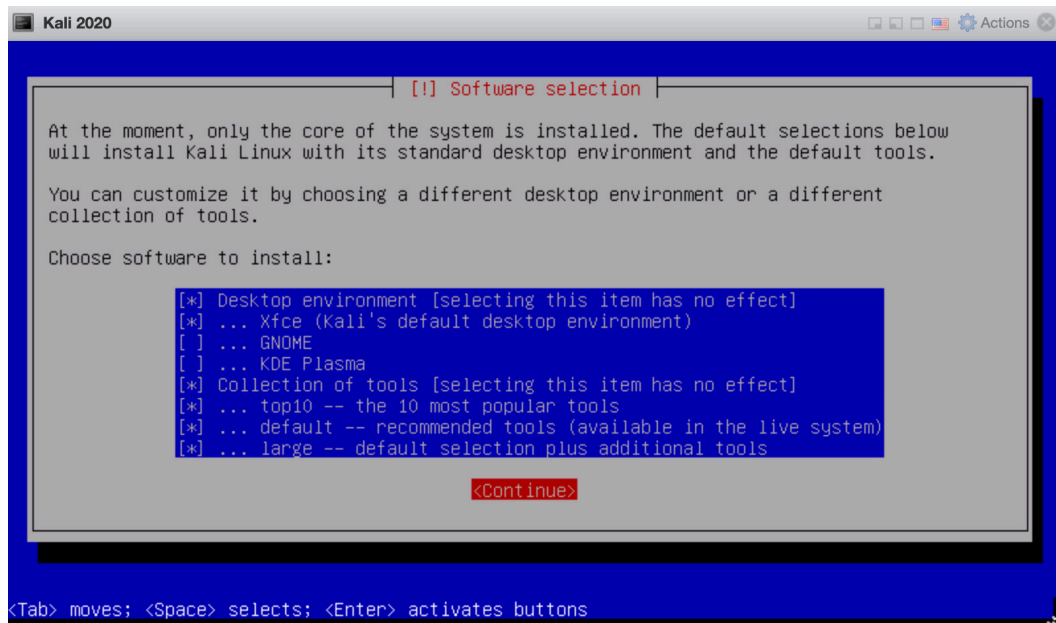 Kali 2020
Actions
[!] Software selection
At the moment, only the core of the system is installed. The default selections below
will install Kali Linux with its standard desktop environment and the default tools.
You can customize it by choosing a different desktop environment or a different
collection of tools.
Choose software to install:
[*] Desktop environment [selecting this item has no effect]
[*] ... Xfce (Kali's default desktop environment)
[ ] ... GNOME
[ ] ... KDE Plasma
[*] Collection of tools [selecting this item has no effect]
[*] ... top10 -- the 10 most popular tools
[*] ... default -- recommended tools (available in the live system)
[*] ... large -- default selection plus additional tools
<Continue>
<Tab> moves; <Space> selects; <Enter> activates buttons